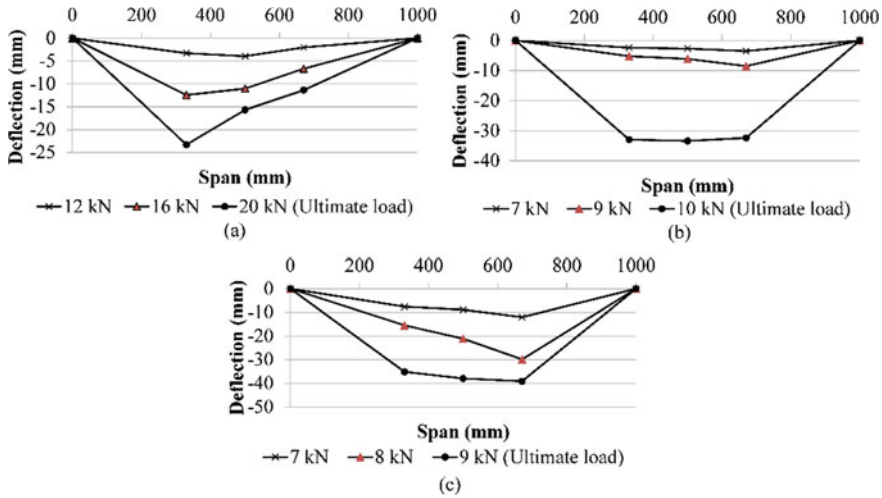 0 200 400 600 800 1000
0
-5
-10
-15
-20
-25
Deflection (mm)
Span (mm)
12 kN 16 kN 20 kN (Ultimate load)
(a)
0 200 400 600 800 1000
0
-10
-20
-30
-40
Deflection (mm)
Span (mm)
7 kN 9 kN 10 kN (Ultimate load)
(b)
0 200 400 600 800 1000
0
-10
-20
-30
-40
-50
Deflection (mm)
Span (mm)
7 kN 8 kN 9 kN (Ultimate load)
(c)